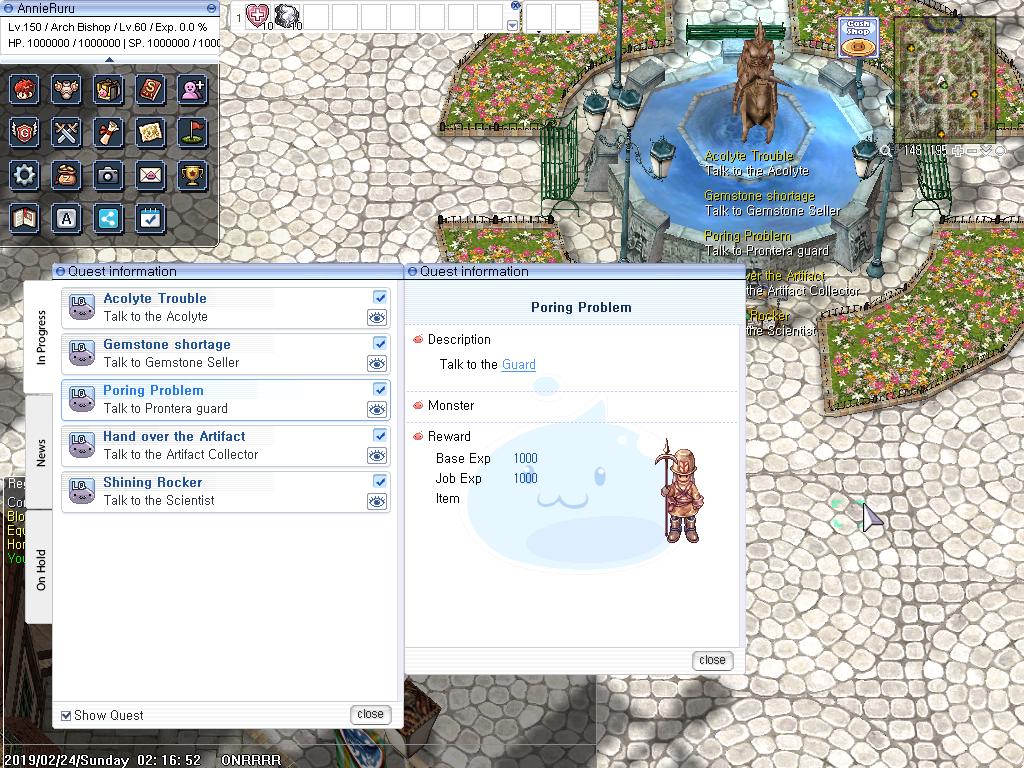 AnnieRuru
Lv.150 / Arch Bishop / Lv.60 / Exp. 0.0 %
HP. 1000000 / 1000000 | SP. 1000000 / 1000
1
10
10
Cash Shop
148 195
Acolyte Trouble
Talk to the Acolyte
Gemstone shortage
Talk to Gemstone Seller
Poring Problem
Talk to Prontera guard
ver the Artifact
the Artifact Collector
Rocker
the Scientist
Quest information
In Progress
News
On Hold
Acolyte Trouble
Talk to the Acolyte
Gemstone shortage
Talk to Gemstone Seller
Poring Problem
Talk to Prontera guard
Hand over the Artifact
Talk to the Artifact Collector
Shining Rocker
Talk to the Scientist
Show Quest
close
Quest information
Poring Problem
Description
Talk to the Guard
Monster
Reward
Base Exp 1000
Job Exp 1000
Item
close
2019/02/24/Sunday 02:16:52 ONRRRR